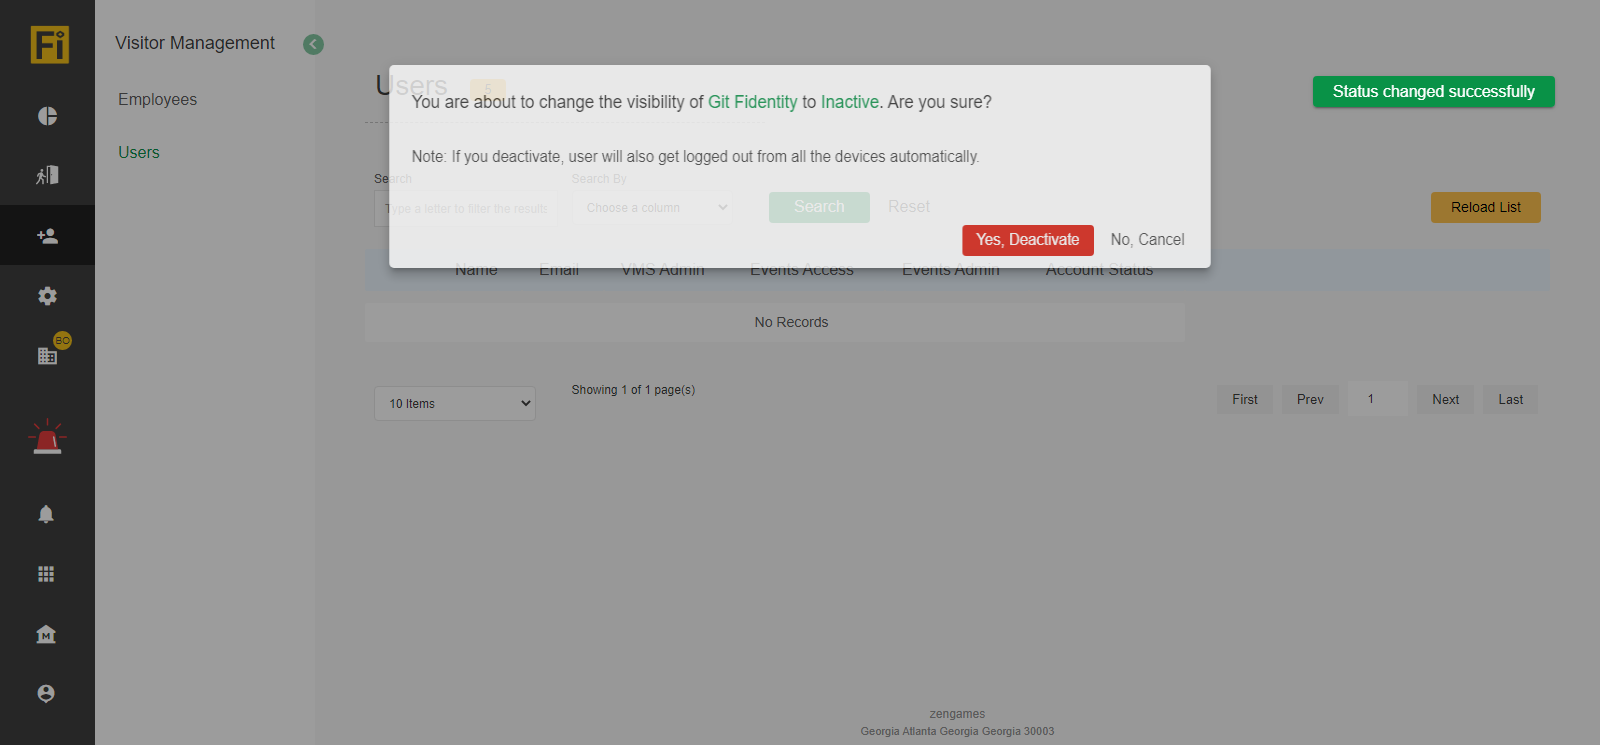 Fi
Visitor Management
Employees
Users
BO
M
Users 5
You are about to change the visibility of Git Fidentity to Inactive. Are you sure?
Note: If you deactivate, user will also get logged out from all the devices automatically.
Status changed successfully
Search
Search By
Type a letter to filter the results
Choose a column
Search
Reset
Reload List
Yes, Deactivate
No, Cancel
Name Email VMS Admin Events Access Events Admin Account Status
No Records
10 Items
Showing 1 of 1 page(s)
First Prev 1 Next Last
zengames
Georgia Atlanta Georgia Georgia 30003